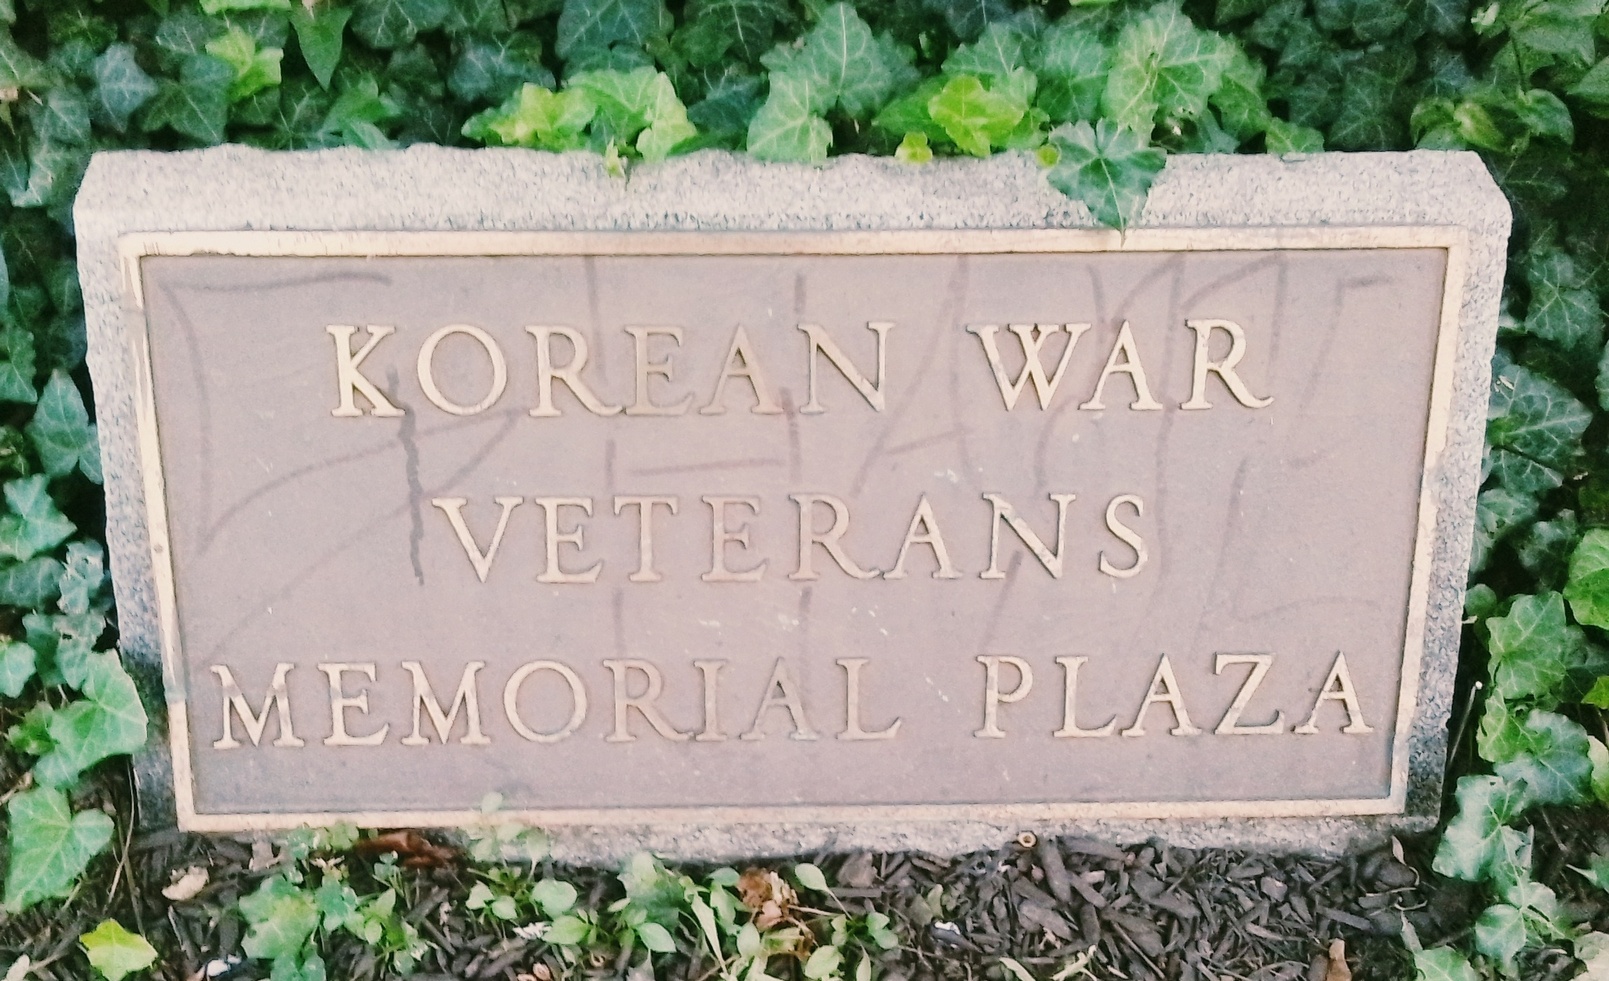 KOREAN WAR
VETERANS
MEMORIAL PLAZA